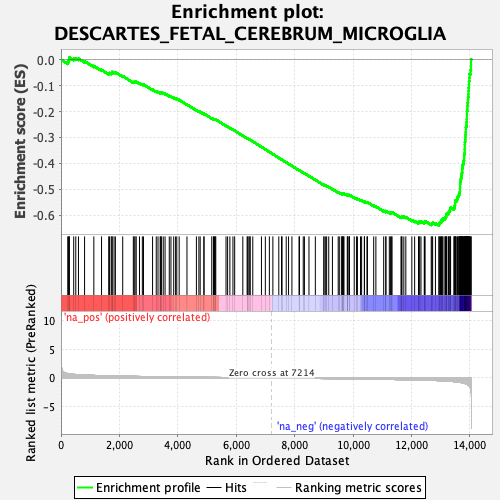 Enrichment plot:
DESCARTES_FETAL_CEREBRUM_MICROGLIA
Enrichment score (ES)
0.0
-0.1
-0.2
-0.3
-0.4
-0.5
-0.6
'na_pos' (positively correlated)
Ranked list metric (PreRanked)
10
5
0
-5
Zero cross at 7214
'na_neg' (negatively correlated)
0
2,000
4,000
6,000
8,000
10,000
12,000
14,000
Rank in Ordered Dataset
Enrichment profile
Hits
Ranking metric scores